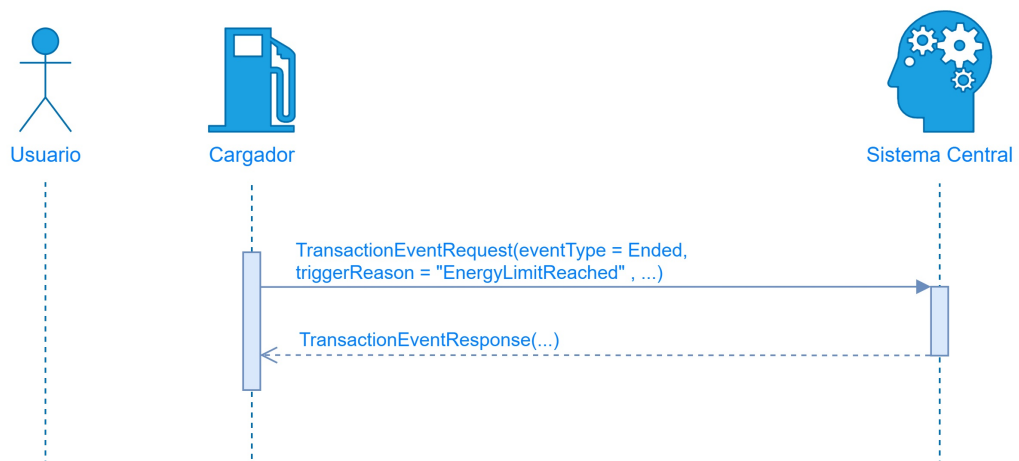 Usuario
Cargador
Sistema Central
TransactionEventRequest(eventType = Ended,
triggerReason = "EnergyLimitReached" , ...)
TransactionEventResponse(...)